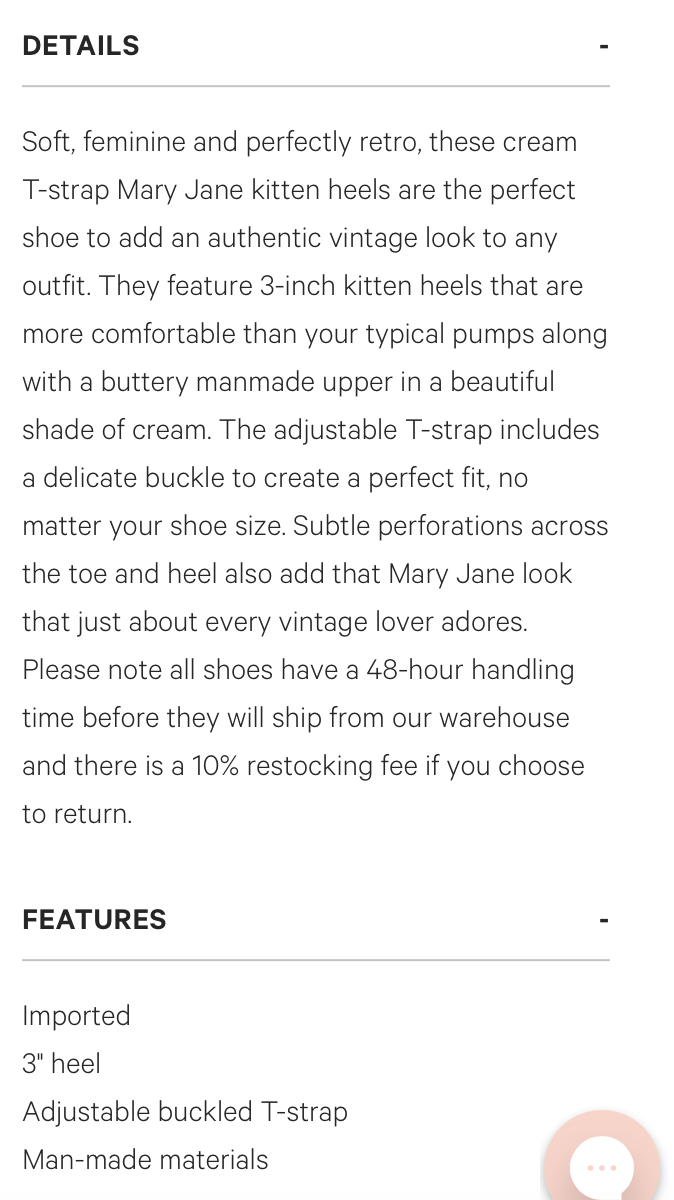 DETAILS -
Soft, feminine and perfectly retro, these cream
T-strap Mary Jane kitten heels are the perfect
shoe to add an authentic vintage look to any
outfit. They feature 3-inch kitten heels that are
more comfortable than your typical pumps along
with a buttery manmade upper in a beautiful
shade of cream. The adjustable T-strap includes
a delicate buckle to create a perfect fit, no
matter your shoe size. Subtle perforations across
the toe and heel also add that Mary Jane look
that just about every vintage lover adores.
Please note all shoes have a 48-hour handling
time before they will ship from our warehouse
and there is a 10% restocking fee if you choose
to return.
FEATURES -
Imported
3" heel
Adjustable buckled T-strap
Man-made materials